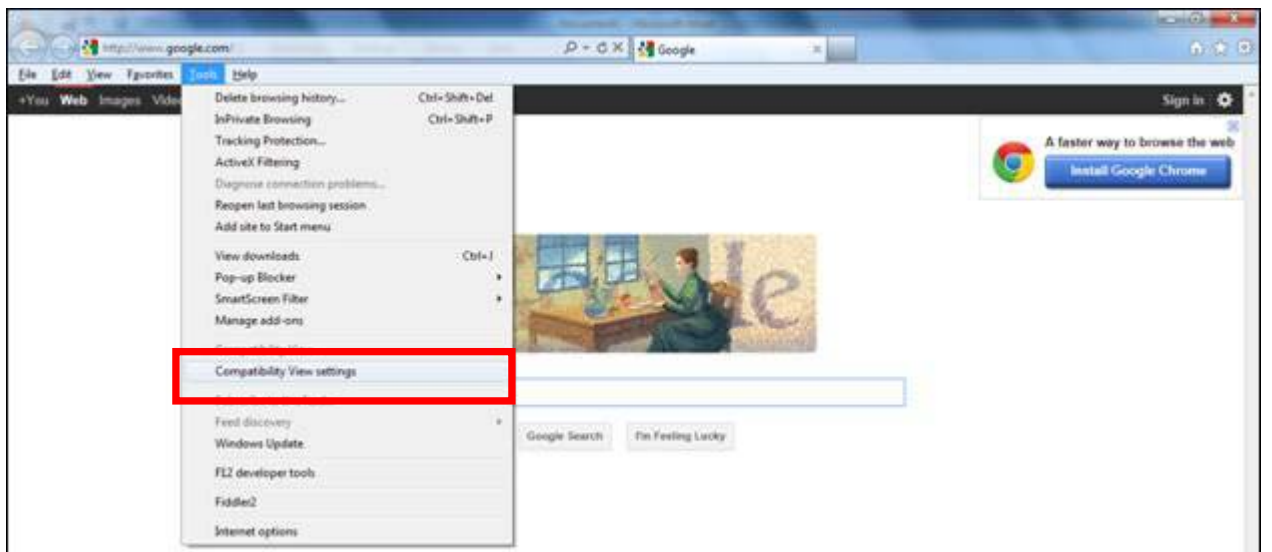 http://www.google.com/
Google
File Edit View Favorites Tools Help
+You Web Images
Sign in
Delete browsing history... Ctrl+Shift+Del
InPrivate Browsing Ctrl+Shift+P
Tracking Protection...
ActiveX Filtering
Diagnose connection problems...
Reopen last browsing session
Add site to Start menu
View downloads Ctrl+J
Pop-up Blocker
SmartScreen Filter
Manage add-ons
Compatibility View settings
Feed discovery
Windows Update
F12 developer tools
Fiddler2
Internet options
A faster way to browse the web
Install Google Chrome
le
Google Search I'm Feeling Lucky